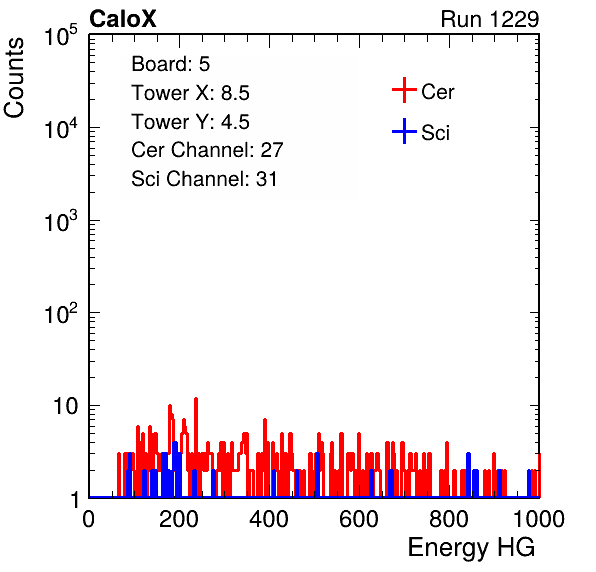 CaloX
Run 1229
Counts
Board: 5
Tower X: 8.5
Tower Y: 4.5
Cer Channel: 27
Sci Channel: 31
Cer
Sci
10^5
10^4
10^3
10^2
10
1
0 200 400 600 800 1000
Energy HG